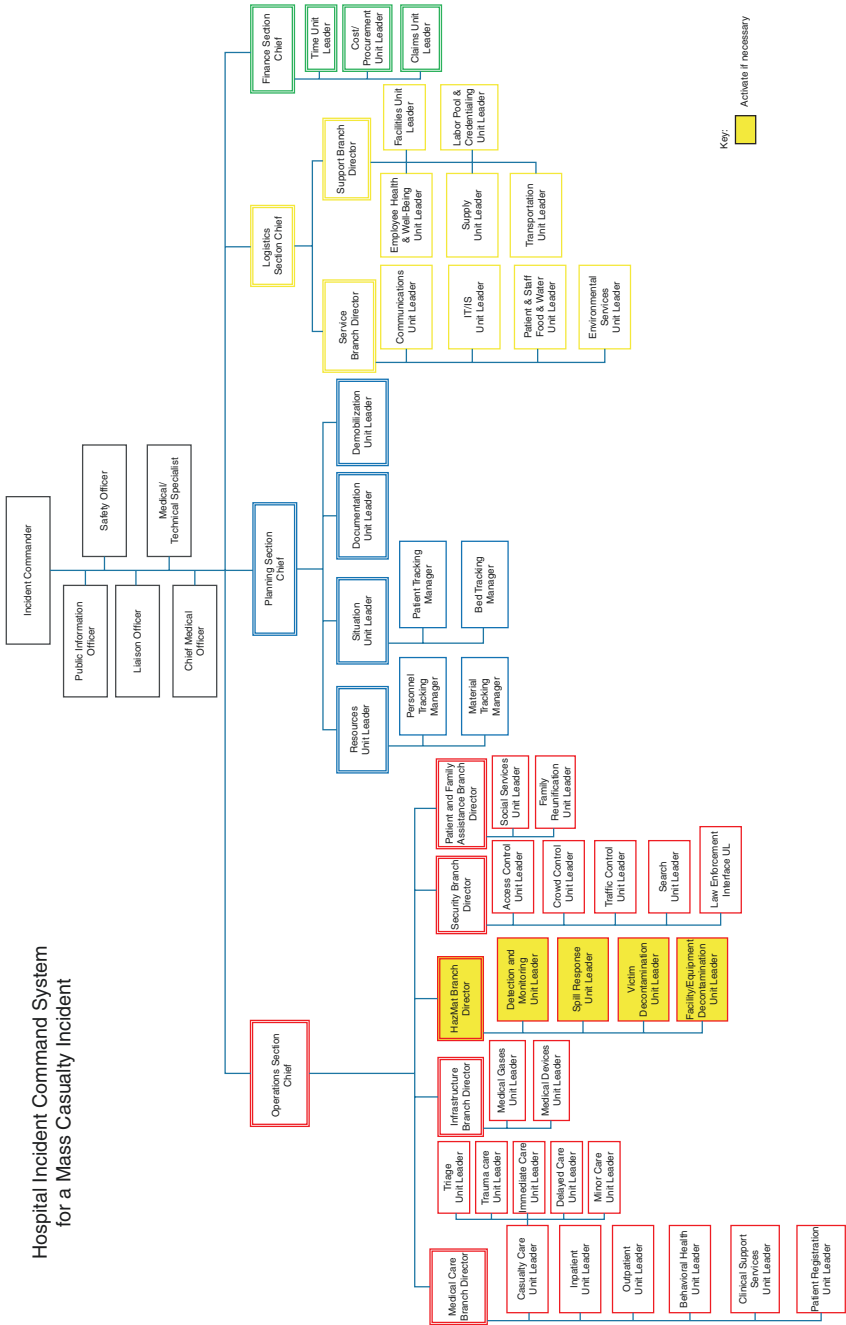 Hospital Incident Command System
for a Mass Casualty Incident
Incident Commander
Public Information
Officer
Safety Officer
Liaison Officer
Medical/
Technical Specialist
Chief Medical
Officer
Operations Section
Chief
Planning Section
Chief
Logistics
Section Chief
Finance Section
Chief
Medical Care
Branch Director
Casualty Care
Unit Leader
Inpatient
Unit Leader
Outpatient
Unit Leader
Behavioral Health
Unit Leader
Clinical Support
Services
Unit Leader
Patient Registration
Unit Leader
Triage
Unit Leader
Trauma care
Unit Leader
Immediate Care
Unit Leader
Delayed Care
Unit Leader
Minor Care
Unit Leader
Infrastructure
Branch Director
Medical Gases
Unit Leader
Medical Devices
Unit Leader
HazMat Branch
Director
Detection and
Monitoring
Unit Leader
Spill Response
Unit Leader
Victim
Decontamination
Unit Leader
Facility/Equipment
Decontamination
Unit Leader
Security Branch
Director
Access Control
Unit Leader
Crowd Control
Unit Leader
Traffic Control
Unit Leader
Search
Unit Leader
Law Enforcement
Interface UL
Patient and Family
Assistance Branch
Director
Social Services
Unit Leader
Family
Reunification
Unit Leader
Resources
Unit Leader
Personnel
Tracking
Manager
Material
Tracking
Manager
Situation
Unit Leader
Patient Tracking
Manager
Bed Tracking
Manager
Documentation
Unit Leader
Demobilization
Unit Leader
Service
Branch Director
Communications
Unit Leader
IT/IS
Unit Leader
Patient & Staff
Food & Water
Unit Leader
Environmental
Services
Unit Leader
Support Branch
Director
Employee Health
& Well-Being
Unit Leader
Facilities Unit
Leader
Supply
Unit Leader
Labor Pool &
Credentialing
Unit Leader
Transportation
Unit Leader
Time Unit
Leader
Cost/
Procurement
Unit Leader
Claims Unit
Leader
Key:
Activate if necessary